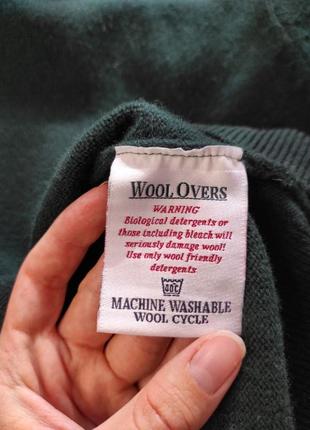 WOOL OVERS
WARNING
Biological detergents or
those including bleach will
seriously damage wool!
Use only wool friendly
detergents
30C
MACHINE WASHABLE
WOOL CYCLE